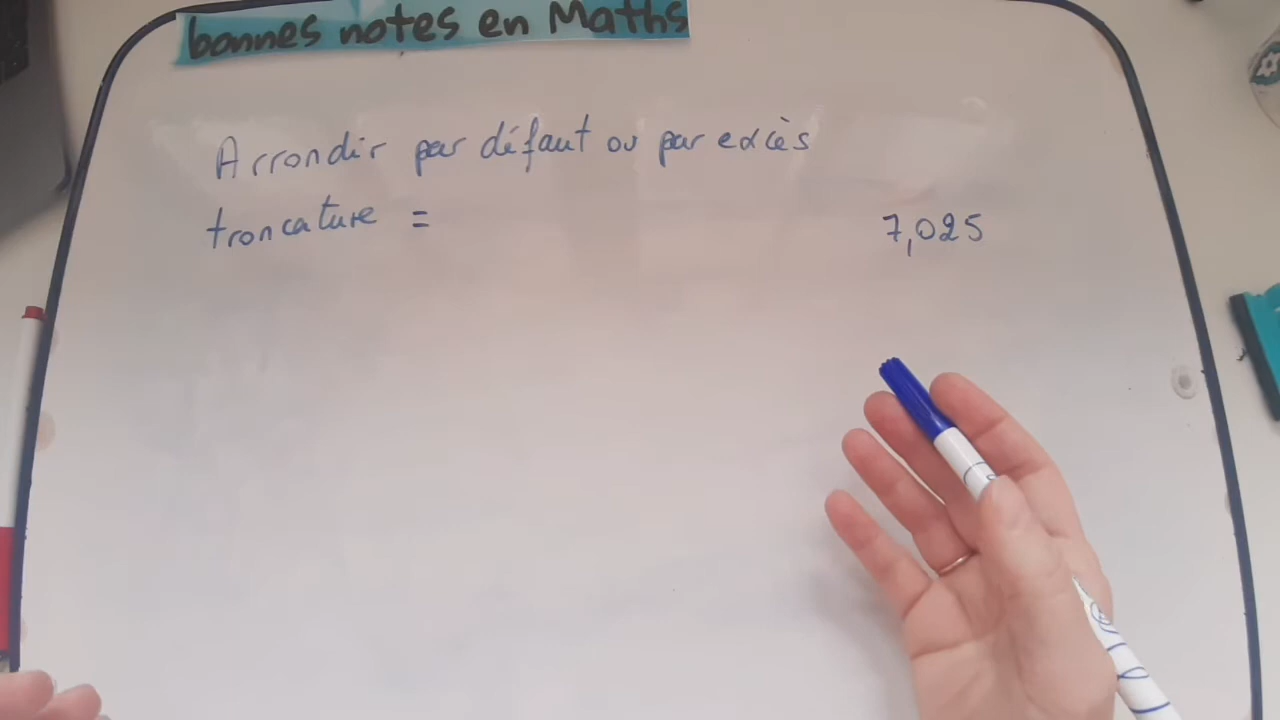 bonnes notes en Maths
Arrondir par défaut ou par excès
troncature =
7,025